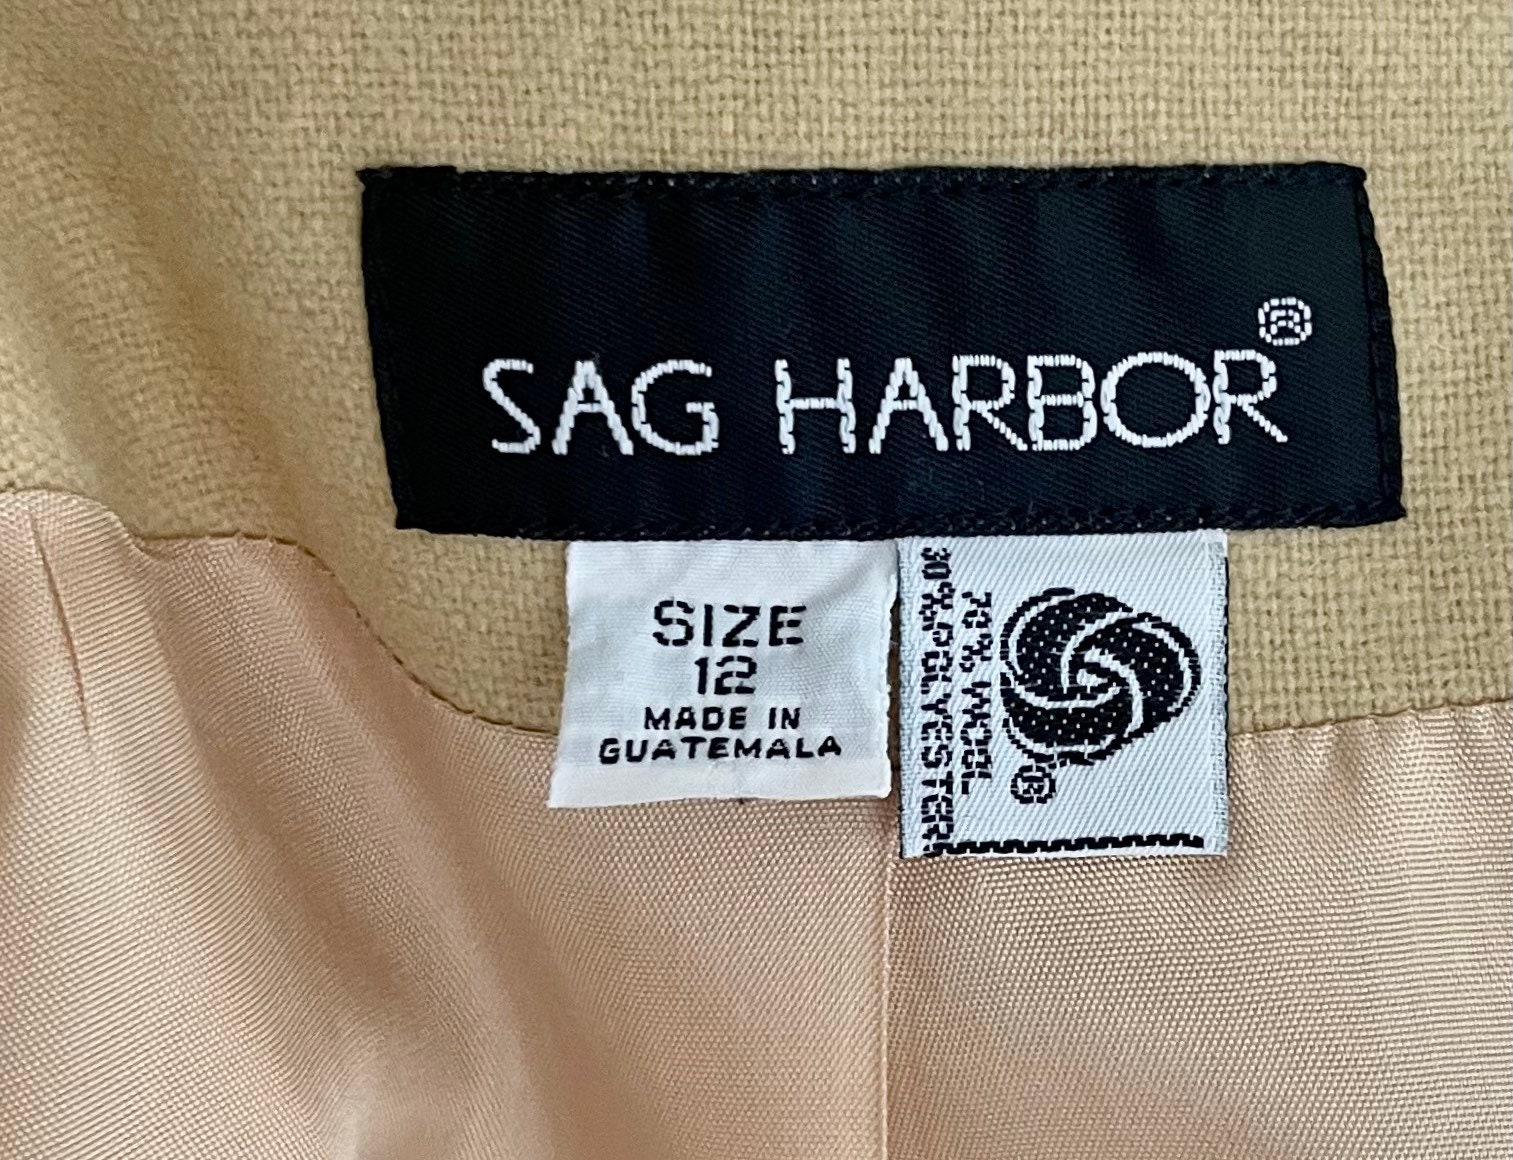 SAG HARBOR®
SIZE
12
MADE IN
GUATEMALA
70% WOOL
30% POLYESTER
®